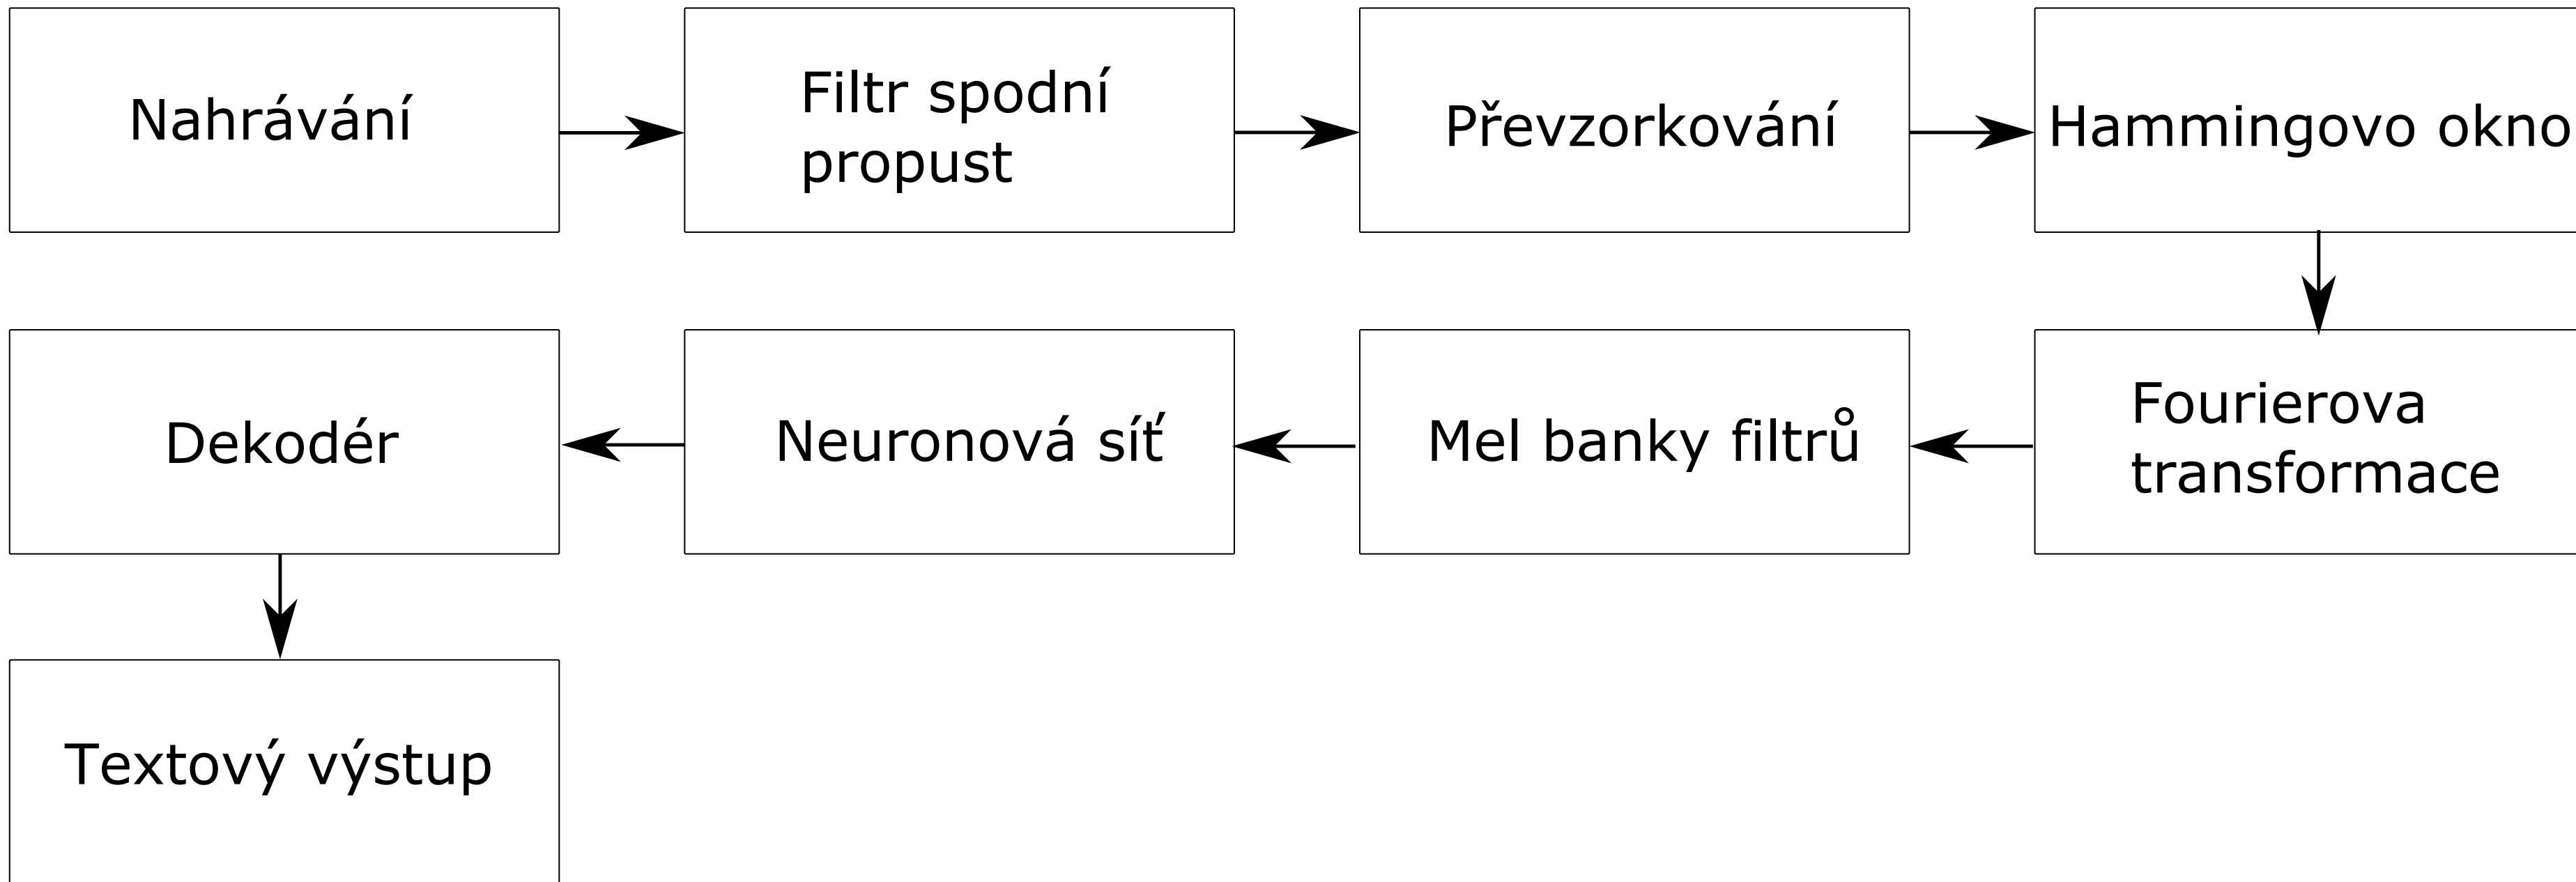 Nahrávání
Filtr spodní
propust
Převzorkování
Hammingovo okno
Fourierova
transformace
Mel banky filtrů
Neuronová síť
Dekodér
Textový výstup